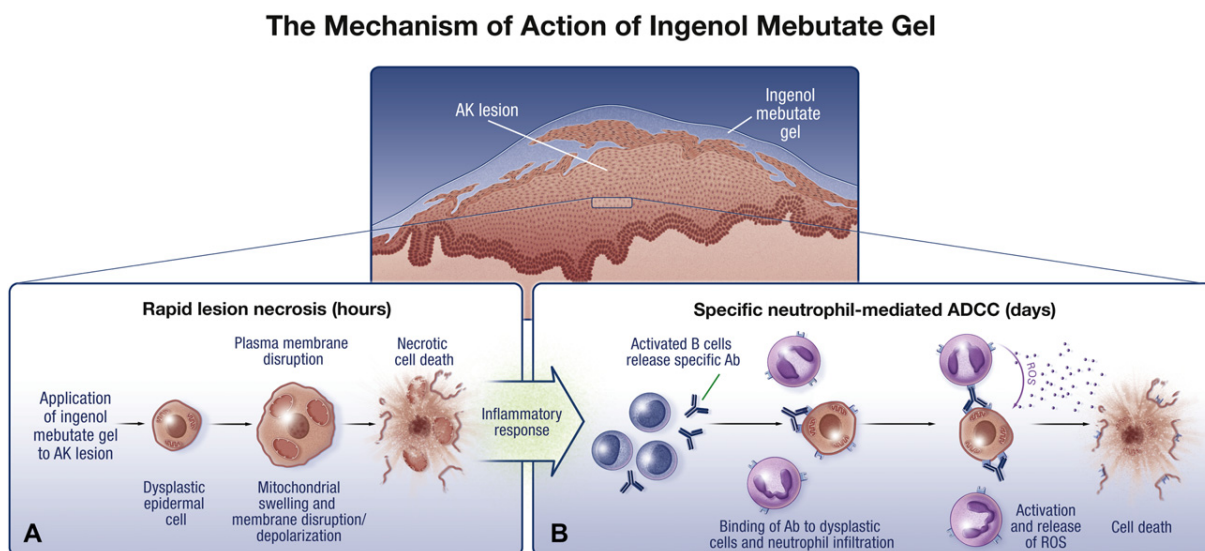 The Mechanism of Action of Ingenol Mebutate Gel
AK lesion
Ingenol
mebutate
gel
Rapid lesion necrosis (hours)
Plasma membrane
disruption
Necrotic
cell death
Application
of ingenol
mebutate gel
to AK lesion
Dysplastic
epidermal
cell
Mitochondrial
swelling and
membrane disruption/
depolarization
A
Inflammatory
response
Specific neutrophil-mediated ADCC (days)
Activated B cells
release specific Ab
ROS
Binding of Ab to dysplastic
cells and neutrophil infiltration
Activation
and release
of ROS
Cell death
B